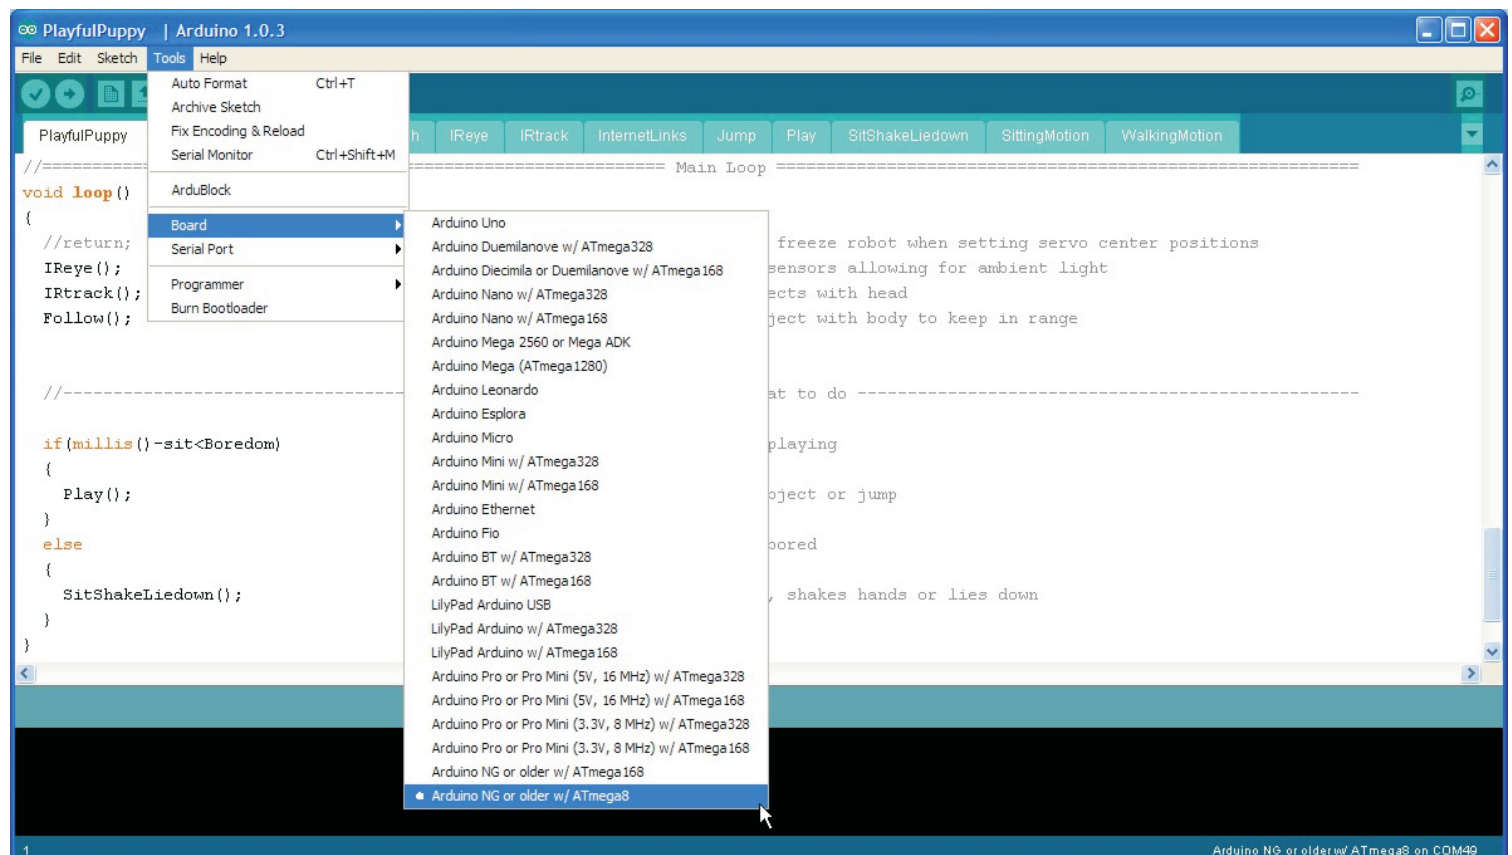 PlayfulPuppy | Arduino 1.0.3
File Edit Sketch Tools Help
Auto Format Ctrl+T
Archive Sketch
Fix Encoding & Reload
Serial Monitor Ctrl+Shift+M
ArduBlock
Board
Serial Port
Programmer
Burn Bootloader
PlayfulPuppy h IReye IRtrack InternetLinks Jump Play SitShakeLiedown SittingMotion WalkingMotion
//=========== ========================= Main Loop ==========================================================
void loop()
{
//return; freeze robot when setting servo center positions
IReye(); sensors allowing for ambient light
IRtrack(); ects with head
Follow(); ject with body to keep in range
//---------------------------------- at to do --------------------------------------------------
if(millis()-sit<Boredom) playing
{
Play(); bject or jump
}
else bored
{
SitShakeLiedown(); , shakes hands or lies down
}
}
Arduino Uno
Arduino Duemilanove w/ ATmega328
Arduino Diecimila or Duemilanove w/ ATmega168
Arduino Nano w/ ATmega328
Arduino Nano w/ ATmega168
Arduino Mega 2560 or Mega ADK
Arduino Mega (ATmega1280)
Arduino Leonardo
Arduino Esplora
Arduino Micro
Arduino Mini w/ ATmega328
Arduino Mini w/ ATmega168
Arduino Ethernet
Arduino Fio
Arduino BT w/ ATmega328
Arduino BT w/ ATmega168
LilyPad Arduino USB
LilyPad Arduino w/ ATmega328
LilyPad Arduino w/ ATmega168
Arduino Pro or Pro Mini (5V, 16 MHz) w/ ATmega328
Arduino Pro or Pro Mini (5V, 16 MHz) w/ ATmega168
Arduino Pro or Pro Mini (3.3V, 8 MHz) w/ ATmega328
Arduino Pro or Pro Mini (3.3V, 8 MHz) w/ ATmega168
Arduino NG or older w/ ATmega168
Arduino NG or older w/ ATmega8
1 Arduino NG or older w/ ATmega8 on COM49